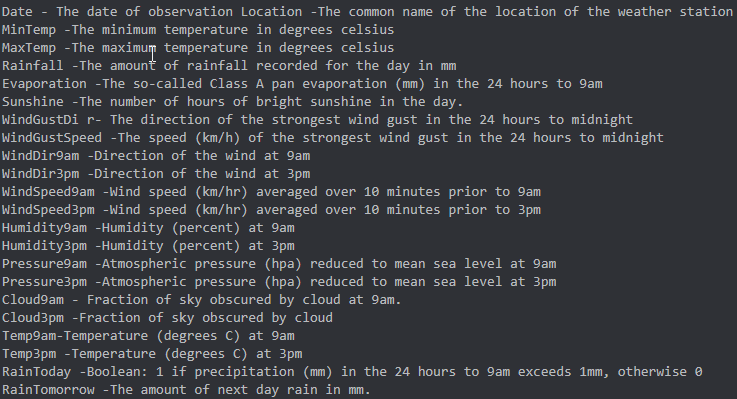 Date - The date of observation Location -The common name of the location of the weather station
MinTemp -The minimum temperature in degrees celsius
MaxTemp -The maximum temperature in degrees celsius
Rainfall -The amount of rainfall recorded for the day in mm
Evaporation -The so-called Class A pan evaporation (mm) in the 24 hours to 9am
Sunshine -The number of hours of bright sunshine in the day.
WindGustDi r- The direction of the strongest wind gust in the 24 hours to midnight
WindGustSpeed -The speed (km/h) of the strongest wind gust in the 24 hours to midnight
WindDir9am -Direction of the wind at 9am
WindDir3pm -Direction of the wind at 3pm
WindSpeed9am -Wind speed (km/hr) averaged over 10 minutes prior to 9am
WindSpeed3pm -Wind speed (km/hr) averaged over 10 minutes prior to 3pm
Humidity9am -Humidity (percent) at 9am
Humidity3pm -Humidity (percent) at 3pm
Pressure9am -Atmospheric pressure (hpa) reduced to mean sea level at 9am
Pressure3pm -Atmospheric pressure (hpa) reduced to mean sea level at 3pm
Cloud9am - Fraction of sky obscured by cloud at 9am.
Cloud3pm -Fraction of sky obscured by cloud
Temp9am-Temperature (degrees C) at 9am
Temp3pm -Temperature (degrees C) at 3pm
RainToday -Boolean: 1 if precipitation (mm) in the 24 hours to 9am exceeds 1mm, otherwise 0
RainTomorrow -The amount of next day rain in mm.